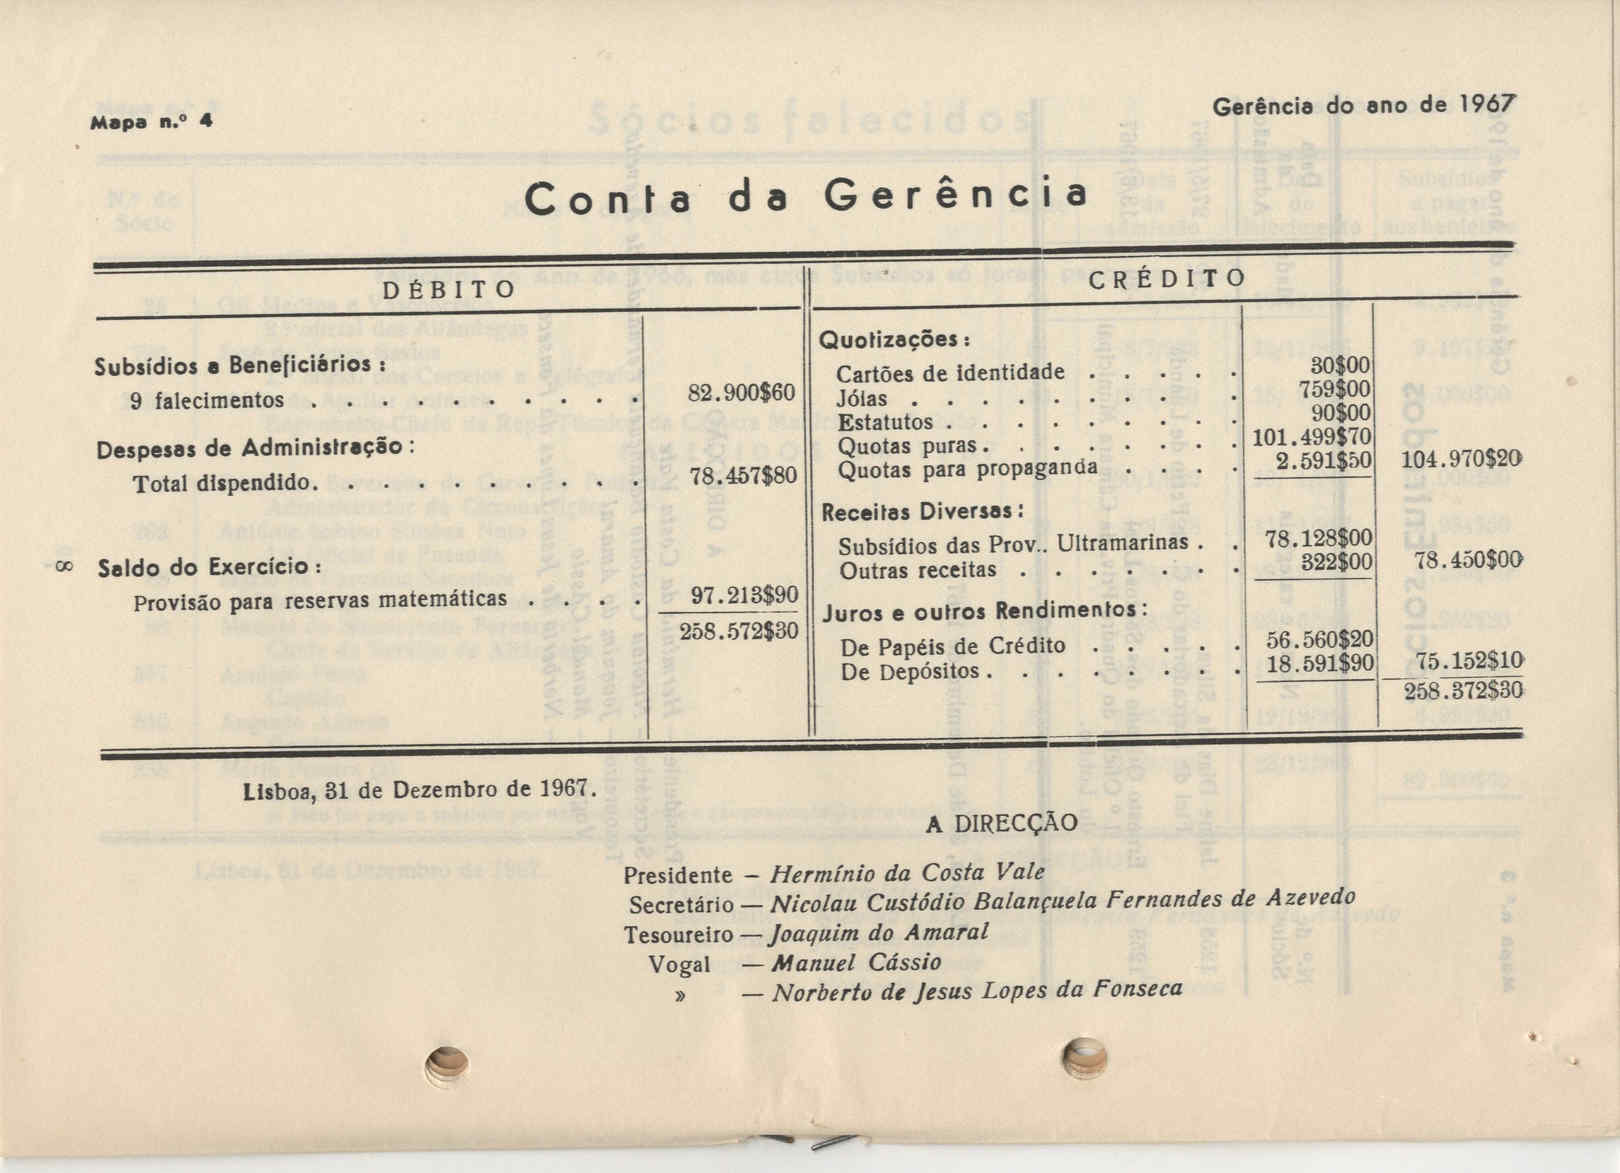 Mapa n.º 4
Gerência do ano de 1967
Conta da Gerência
DÉBITO
Subsídios a Beneficiários :
9 falecimentos . . . . . . . . . . 82.900$60
Despesas de Administração :
Total dispendido. . . . . . . . . . 78.457$80
Saldo do Exercício :
Provisão para reservas matemáticas . . . . 97.213$90
258.572$30
CRÉDITO
Quotizações :
Cartões de identidade . . . . . 30$00
Jóias . . . . . . . . . 759$00
Estatutos . . . . . . . . . 90$00
Quotas puras. . . . . . . . 101.499$70
Quotas para propaganda . . . . 2.591$50 104.970$20
Receitas Diversas :
Subsídios das Prov.. Ultramarinas . . 78.128$00
Outras receitas . . . . . . . 322$00 78.450$00
Juros e outros Rendimentos :
De Papéis de Crédito . . . . . 56.560$20
De Depósitos . . . . . . . . 18.591$90 75.152$10
258.372$30
8
Lisboa, 31 de Dezembro de 1967.
A DIRECÇÃO
Presidente — Hermínio da Costa Vale
Secretário — Nicolau Custódio Balançuela Fernandes de Azevedo
Tesoureiro — Joaquim do Amaral
Vogal — Manuel Cássio
» — Norberto de Jesus Lopes da Fonseca